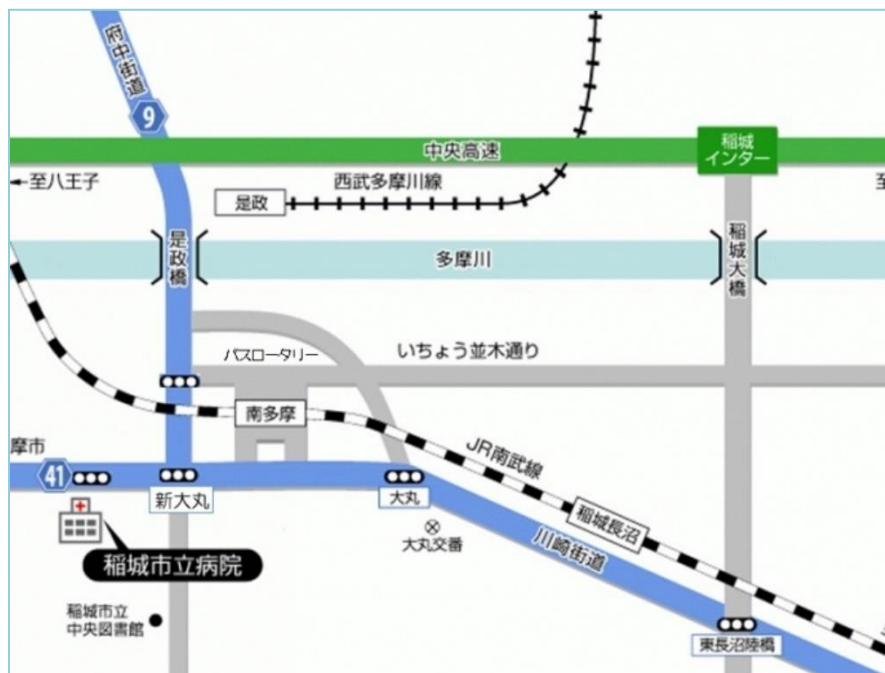 府中街道
9
中央高速
稲城
インター
←至八王子
西武多摩川線
是政
至
是政橋
多摩川
稲城大橋
バスロータリー
いちょう並木通り
南多摩
JR南武線
摩市
41
新大丸
大丸
稲城長沼
大丸交番
川崎街道
稲城市立病院
稲城市立
中央図書館
東長沼陸橋